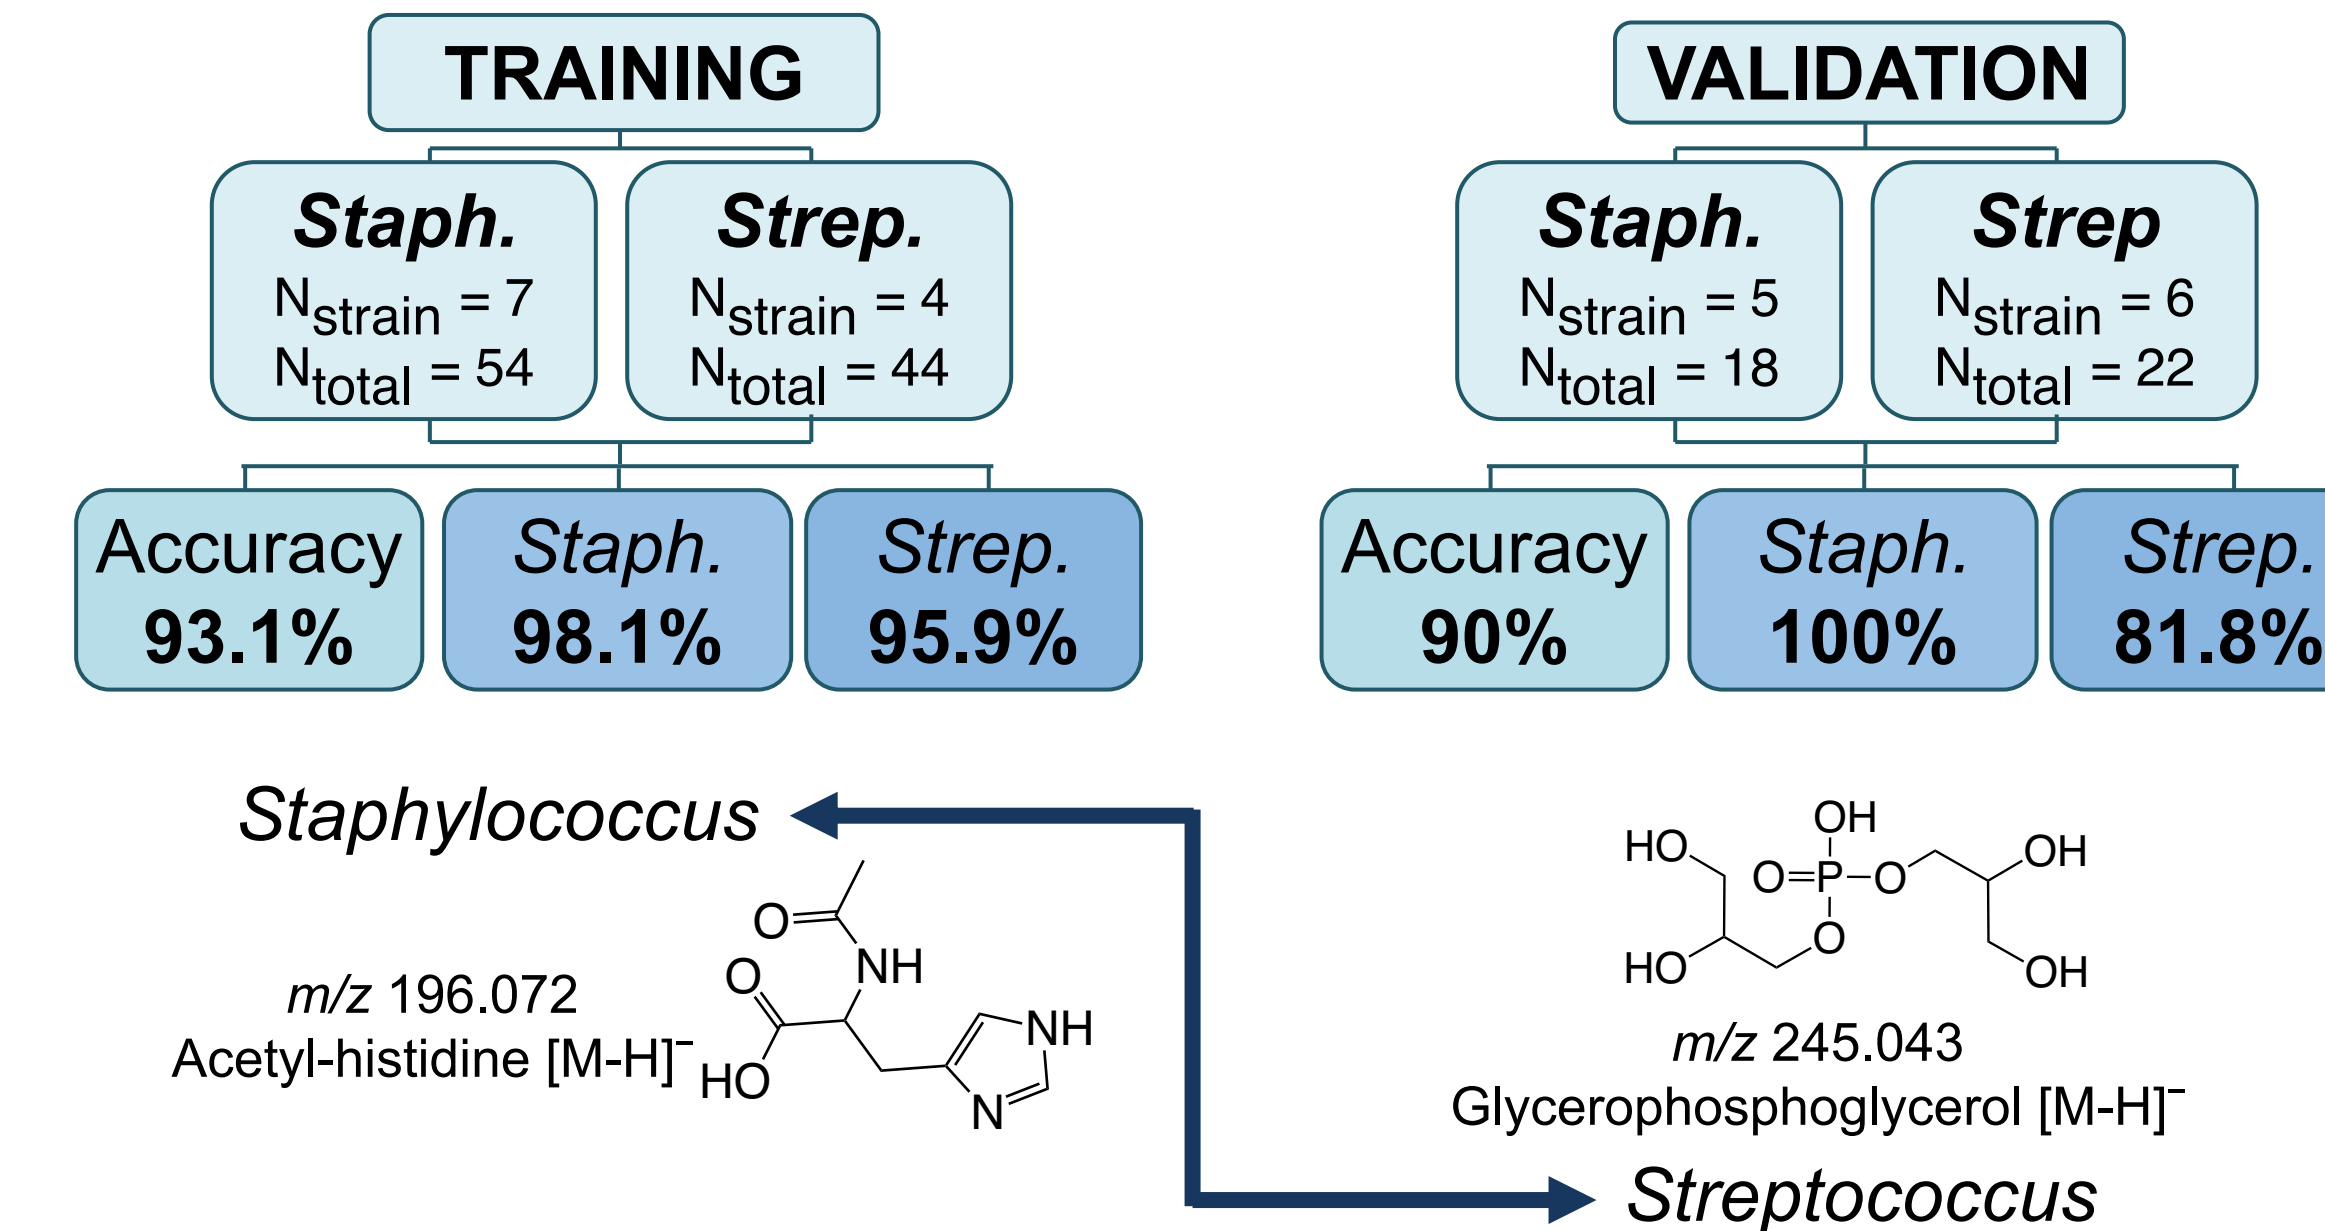 TRAINING
Staph.
Nstrain = 7
Ntotal = 54
Strep.
Nstrain = 4
Ntotal = 44
Accuracy
93.1%
Staph.
98.1%
Strep.
95.9%
VALIDATION
Staph.
Nstrain = 5
Ntotal = 18
Strep
Nstrain = 6
Ntotal = 22
Accuracy
90%
Staph.
100%
Strep.
81.8%
Staphylococcus
m/z 196.072
Acetyl-histidine [M-H]⁻
O
NH
O
HO
NH
N
OH
HO
O=P-O
OH
O
HO
OH
m/z 245.043
Glycerophosphoglycerol [M-H]⁻
Streptococcus